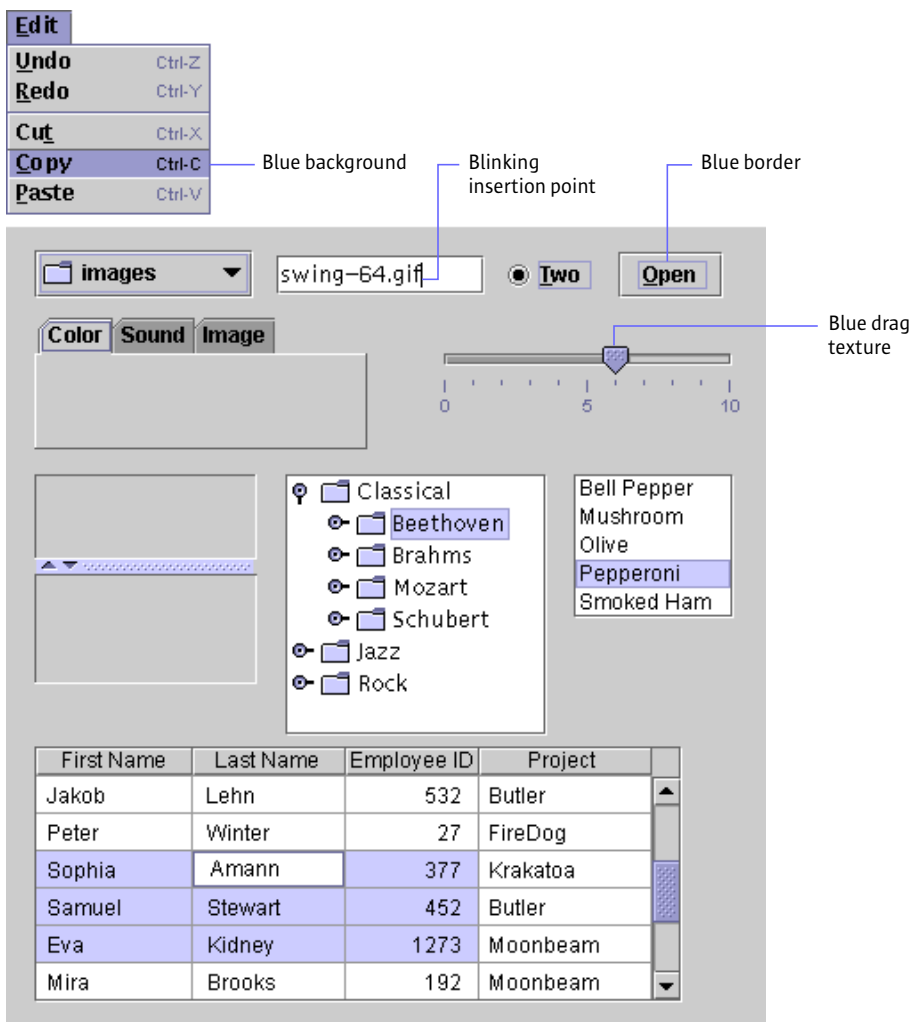 Edit
Undo Ctrl-Z
Redo Ctrl-Y
Cut Ctrl-X
Copy Ctrl-C
Paste Ctrl-V
Blue background
Blinking
insertion point
Blue border
images
swing-64.gif
Two
Open
Color Sound Image
Blue drag
texture
0 5 10
Classical
Beethoven
Brahms
Mozart
Schubert
Jazz
Rock
Bell Pepper
Mushroom
Olive
Pepperoni
Smoked Ham
First Name Last Name Employee ID Project
Jakob Lehn 532 Butler
Peter Winter 27 FireDog
Sophia Amann 377 Krakatoa
Samuel Stewart 452 Butler
Eva Kidney 1273 Moonbeam
Mira Brooks 192 Moonbeam